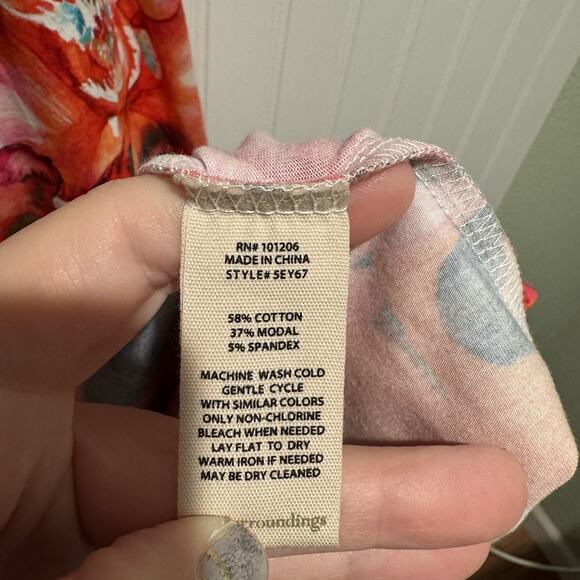 RN# 101206
MADE IN CHINA
STYLE# 5EY67
58% COTTON
37% MODAL
5% SPANDEX
MACHINE WASH COLD
GENTLE CYCLE
WITH SIMILAR COLORS
ONLY NON-CHLORINE
BLEACH WHEN NEEDED
LAY FLAT TO DRY
WARM IRON IF NEEDED
MAY BE DRY CLEANED